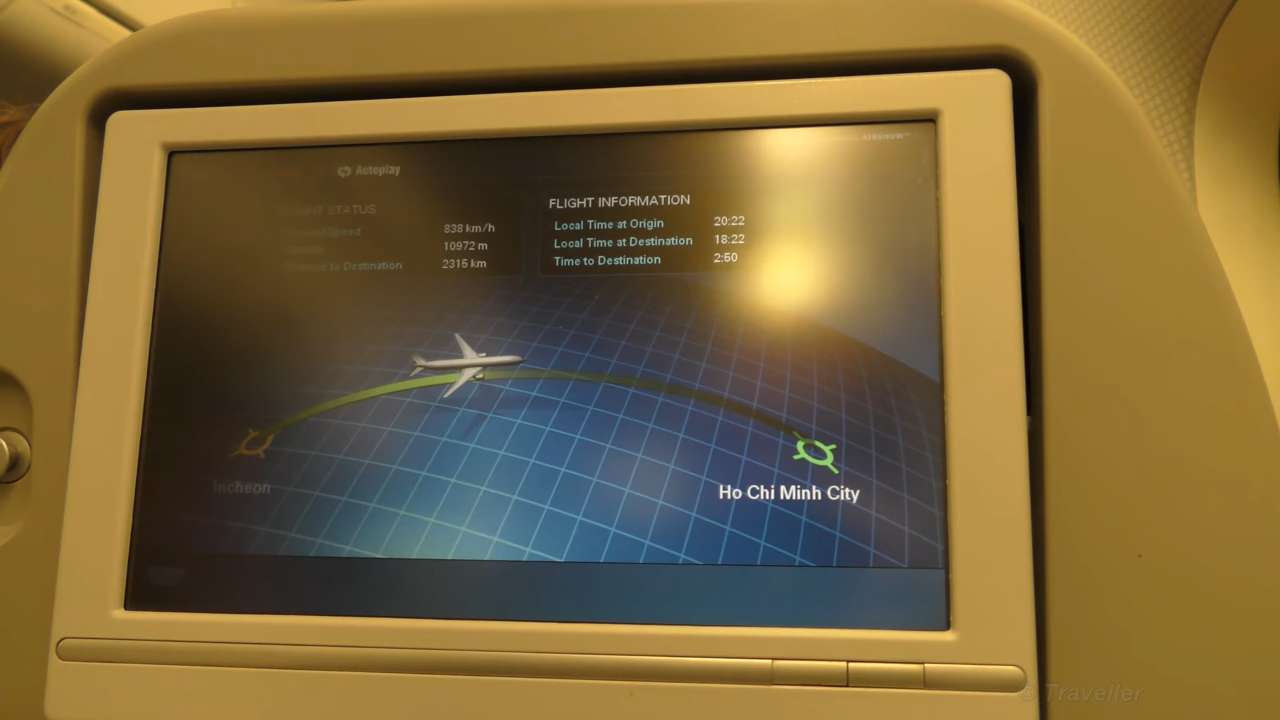 Autoplay
FLIGHT STATUS
Speed 838 km/h
10972 m
to Destination 2315 km
FLIGHT INFORMATION
Local Time at Origin 20:22
Local Time at Destination 18:22
Time to Destination 2:50
Incheon
Ho Chi Minh City
© Traveller